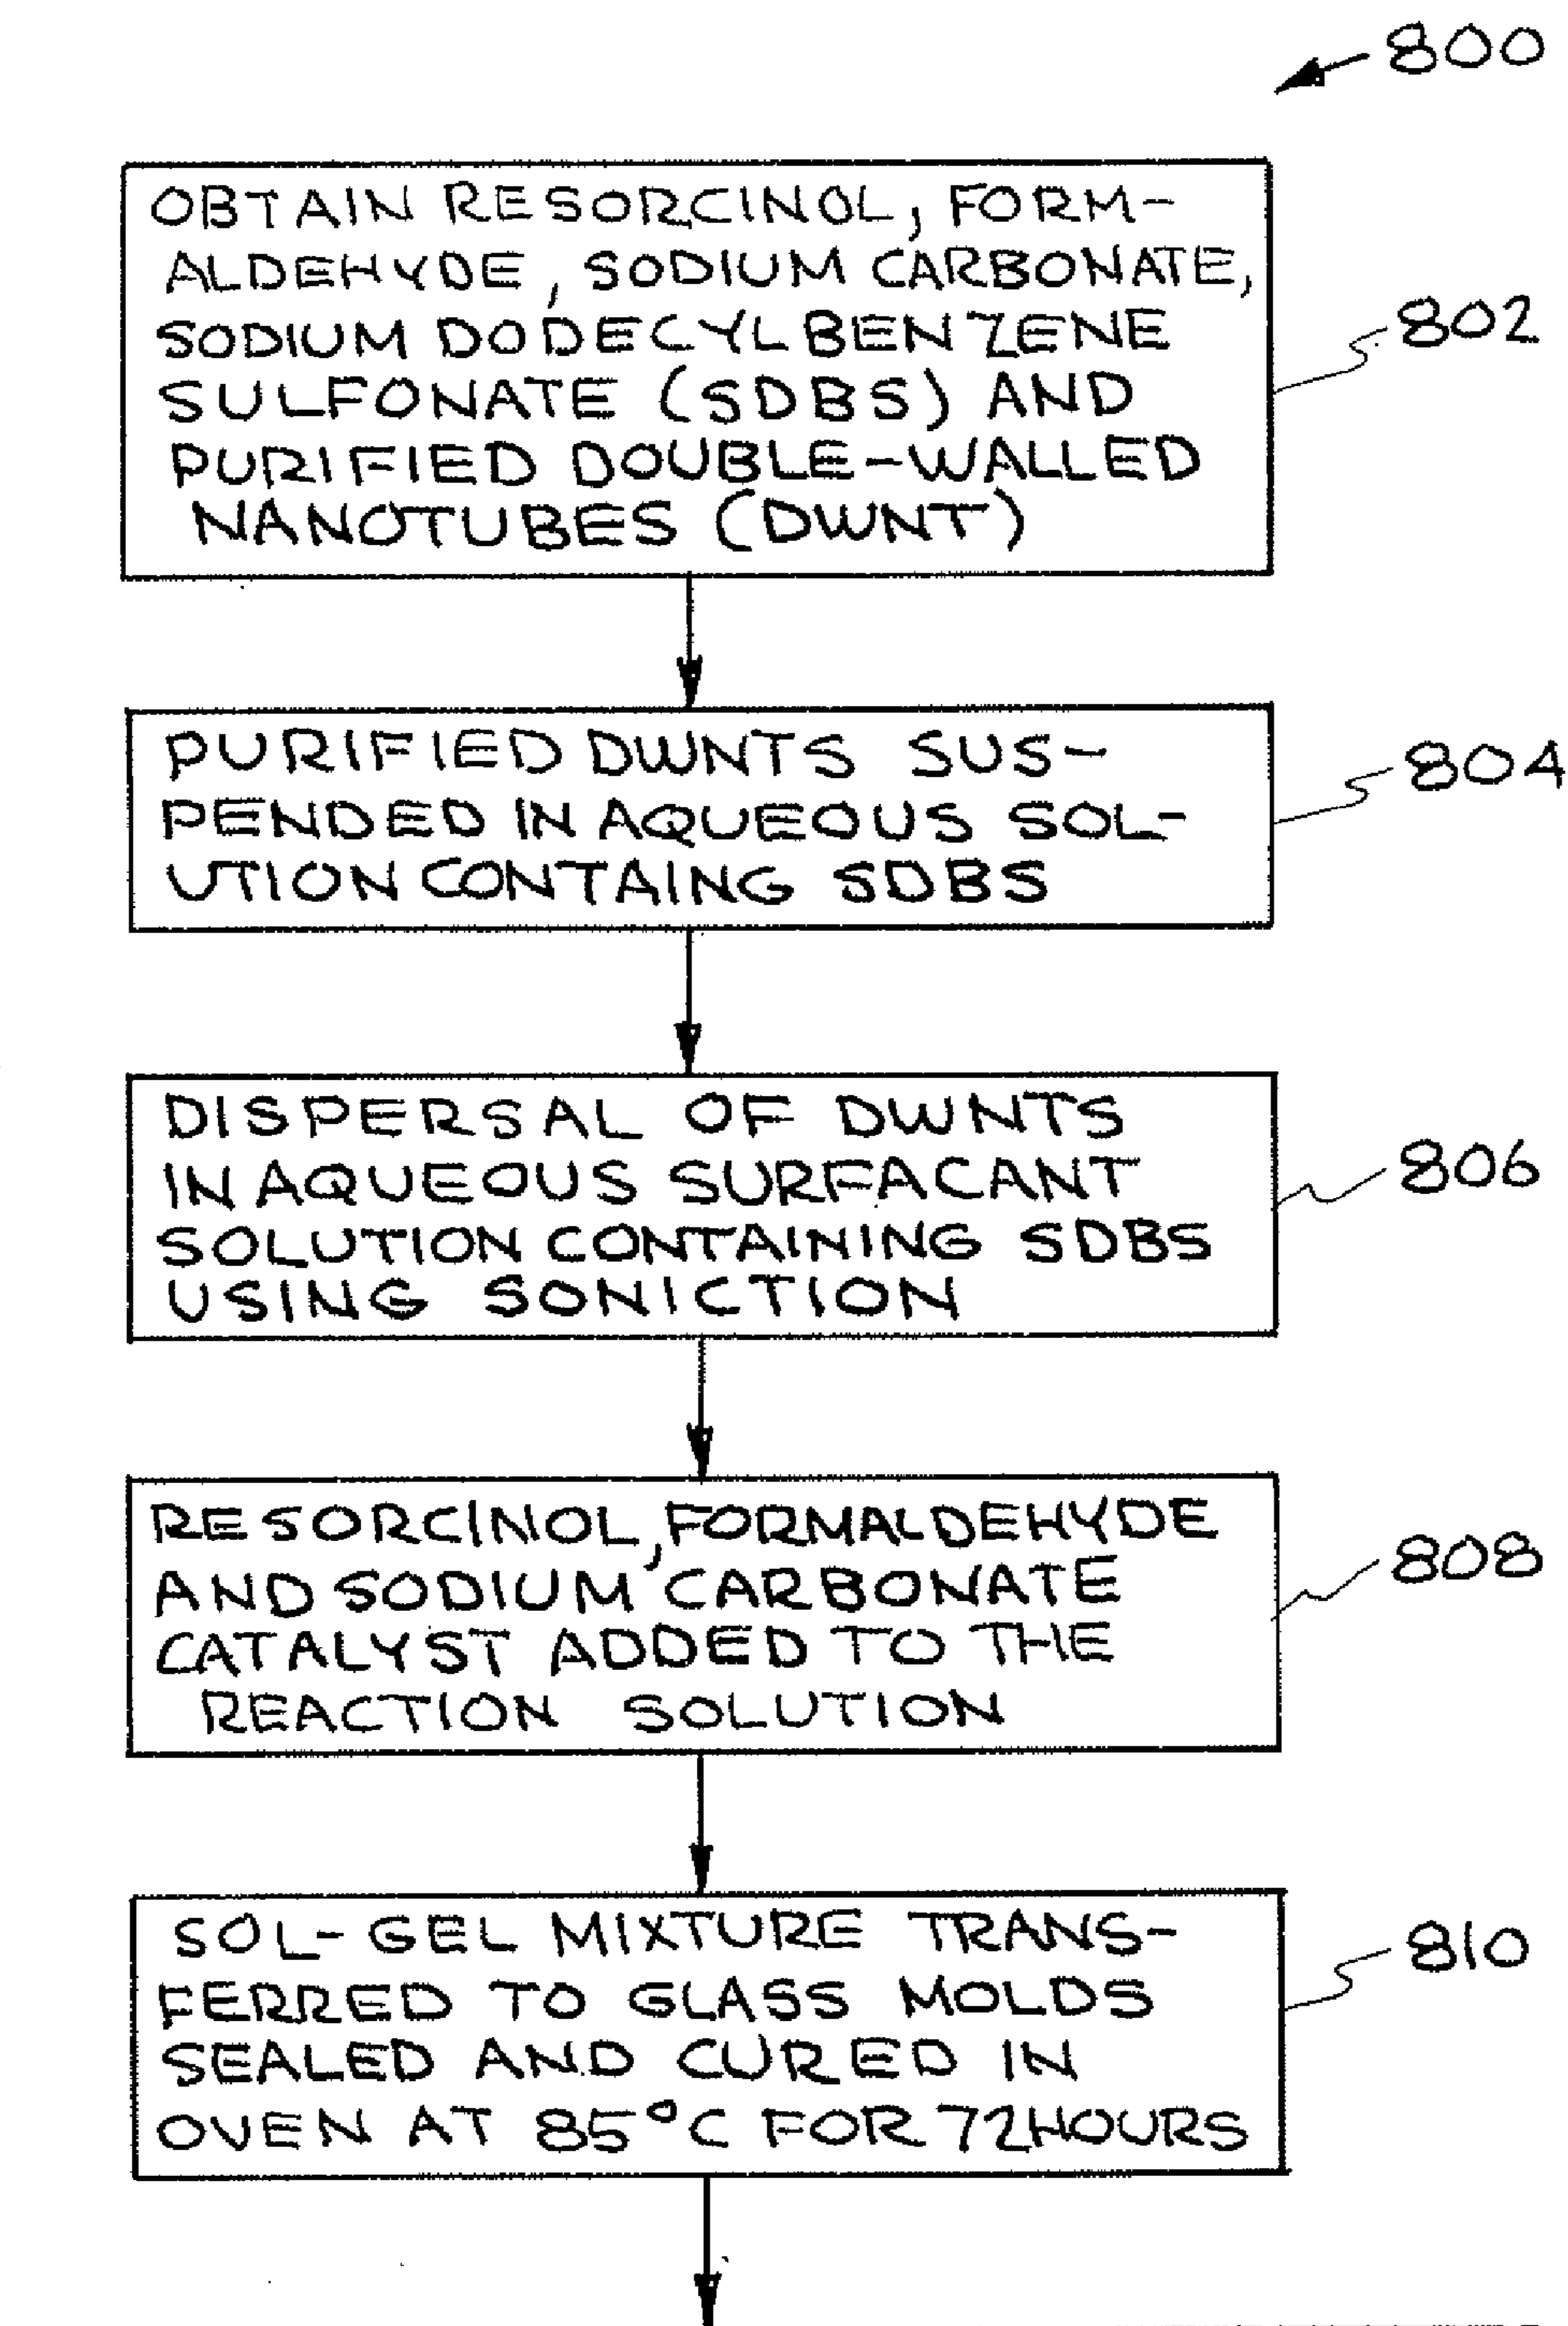 800
OBTAIN RESORCINOL, FORM-
ALDEHYDE, SODIUM CARBONATE,
SODIUM DODECYLBENZENE
SULFONATE (SDBS) AND
PURIFIED DOUBLE-WALLED
NANOTUBES (DWNT)
802
PURIFIED DWNTS SUS-
PENDED IN AQUEOUS SOL-
UTION CONTAING SDBS
804
DISPERSAL OF DWNTS
IN AQUEOUS SURFACANT
SOLUTION CONTAINING SDBS
USING SONICTION
806
RESORCINOL, FORMALDEHYDE
AND SODIUM CARBONATE
CATALYST ADDED TO THE
REACTION SOLUTION
808
SOL-GEL MIXTURE TRANS-
FERRED TO GLASS MOLDS
SEALED AND CURED IN
OVEN AT 85°C FOR 72 HOURS
810